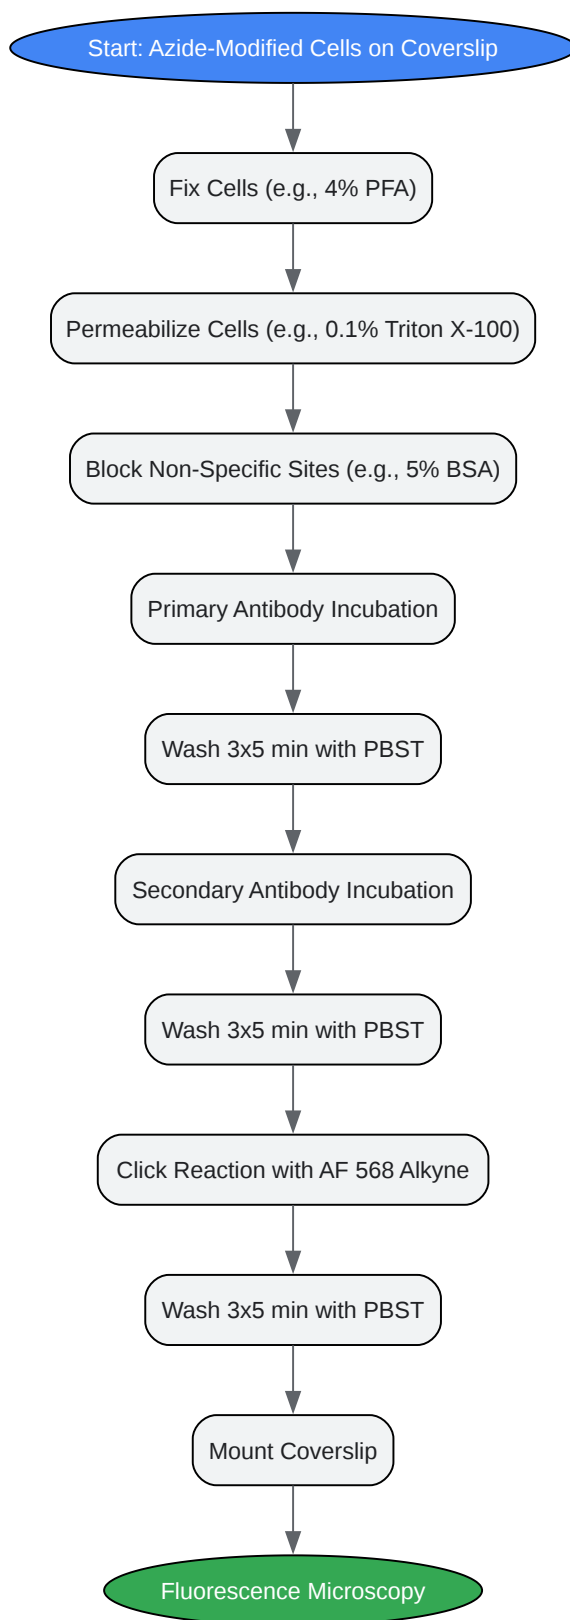 Start: Azide-Modified Cells on Coverslip
Fix Cells (e.g., 4% PFA)
Permeabilize Cells (e.g., 0.1% Triton X-100)
Block Non-Specific Sites (e.g., 5% BSA)
Primary Antibody Incubation
Wash 3x5 min with PBST
Secondary Antibody Incubation
Wash 3x5 min with PBST
Click Reaction with AF 568 Alkyne
Wash 3x5 min with PBST
Mount Coverslip
Fluorescence Microscopy